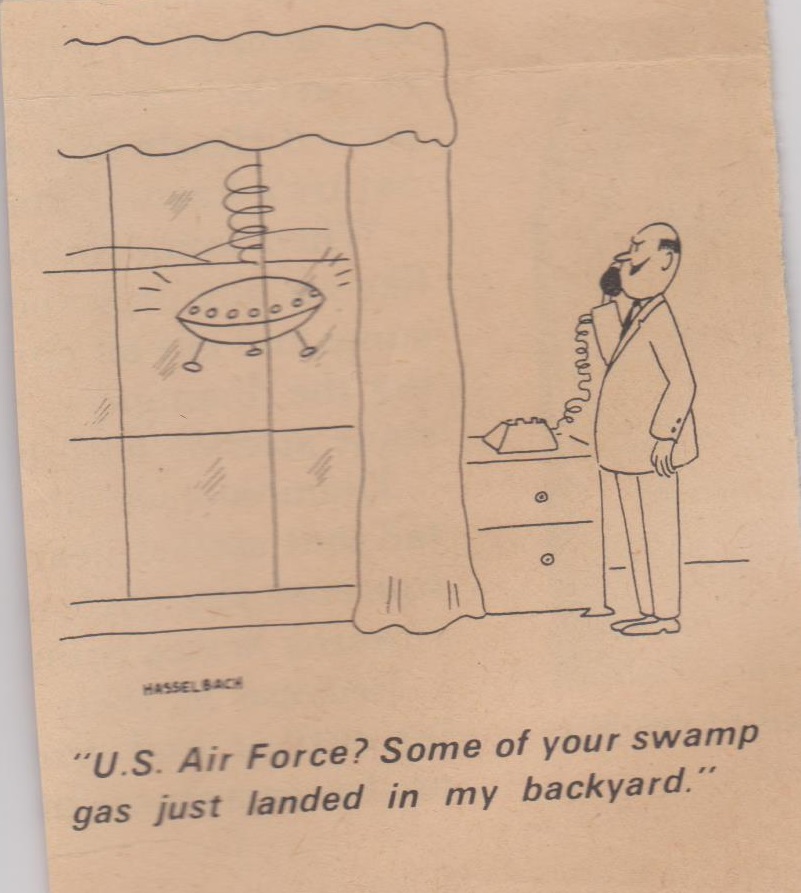 HASSELBACH
"U.S. Air Force? Some of your swamp
gas just landed in my backyard."